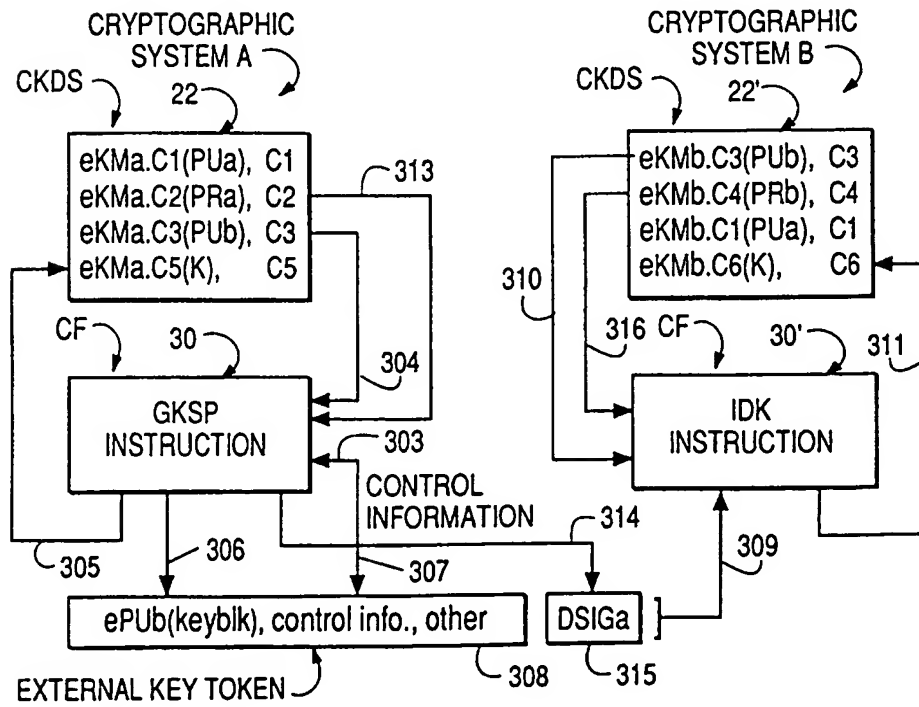 CRYPTOGRAPHIC
SYSTEM A
CKDS
22
eKMa.C1(PUa), C1
eKMa.C2(PRa), C2
eKMa.C3(PUb), C3
eKMa.C5(K), C5
313
CF
30
304
GKSP
INSTRUCTION
303
CONTROL
INFORMATION
305
306
307
314
ePUb(keyblk), control info., other
DSIGa
EXTERNAL KEY TOKEN
308
315
CRYPTOGRAPHIC
SYSTEM B
CKDS
22'
eKMb.C3(PUb), C3
eKMb.C4(PRb), C4
eKMb.C1(PUa), C1
eKMb.C6(K), C6
310
316
CF
30'
311
IDK
INSTRUCTION
309